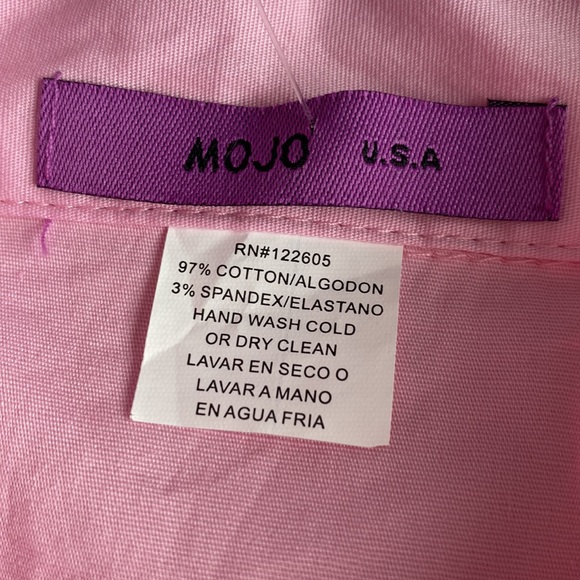 MOJO U.S.A
RN#122605
97% COTTON/ALGODON
3% SPANDEX/ELASTANO
HAND WASH COLD
OR DRY CLEAN
LAVAR EN SECO O
LAVAR A MANO
EN AGUA FRIA